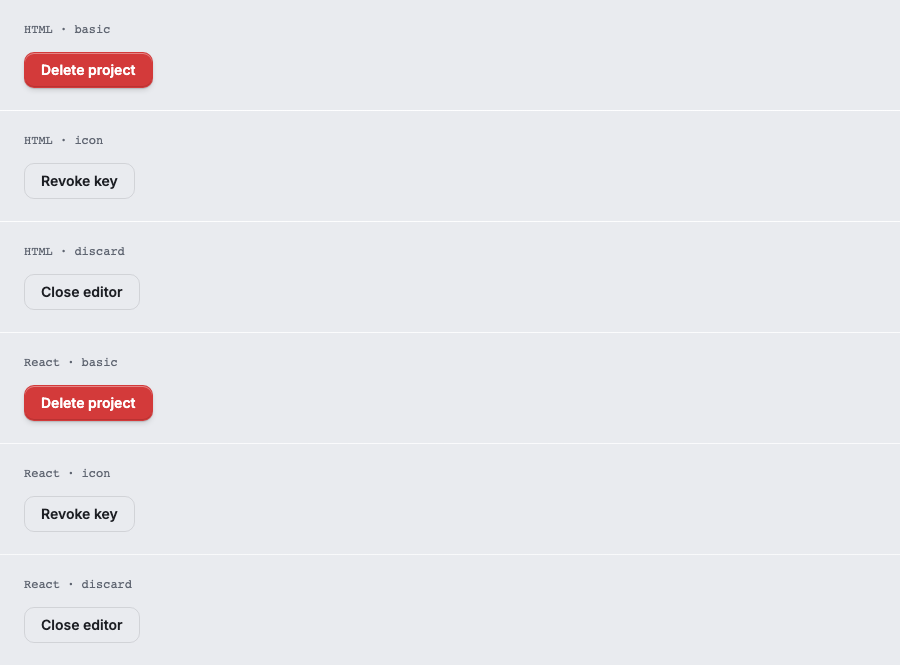 HTML · basic
Delete project
HTML · icon
Revoke key
HTML · discard
Close editor
React · basic
Delete project
React · icon
Revoke key
React · discard
Close editor